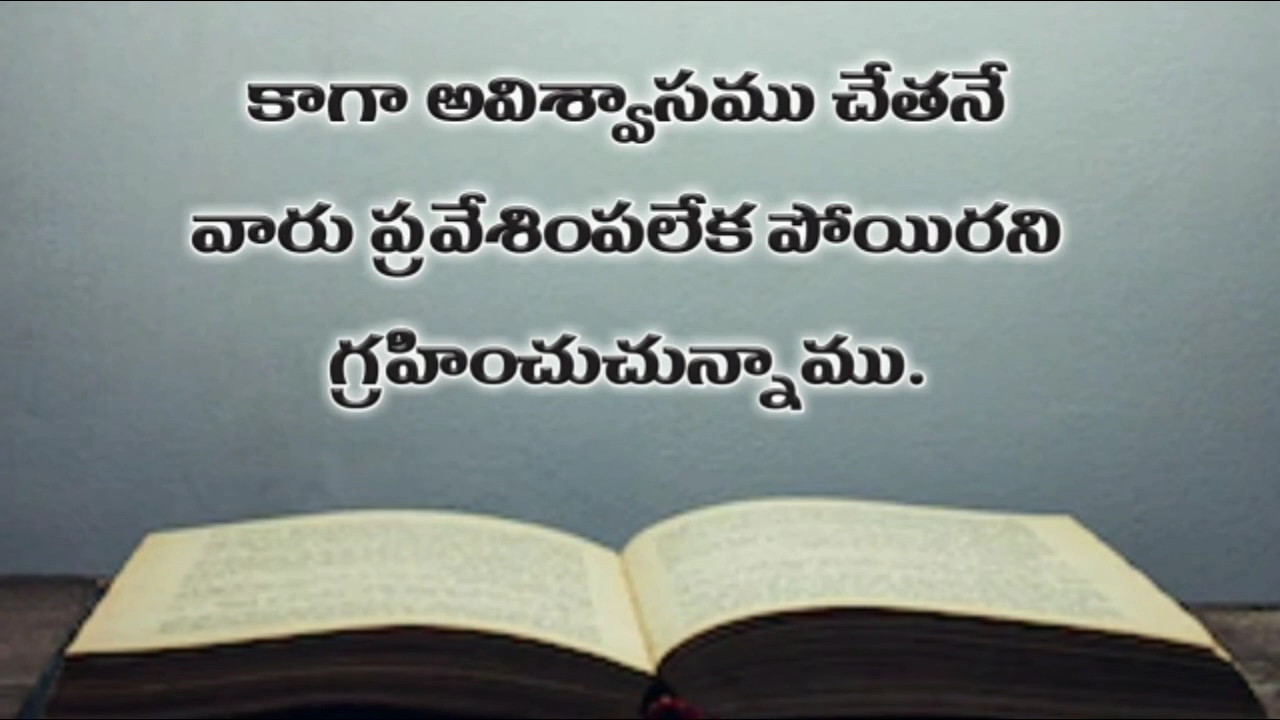 కాగా అవిశ్వాసము చేతనే
వారు ప్రవేశింపలేక పోయిరని
గ్రహించుచున్నాము.